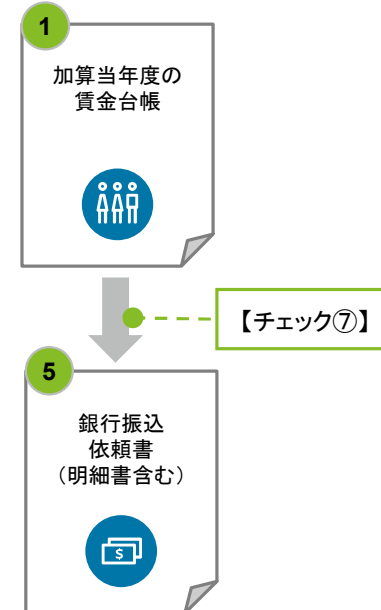 1
加算当年度の
賃金台帳
【チェック⑦】
5
銀行振込
依頼書
（明細書含む）
$